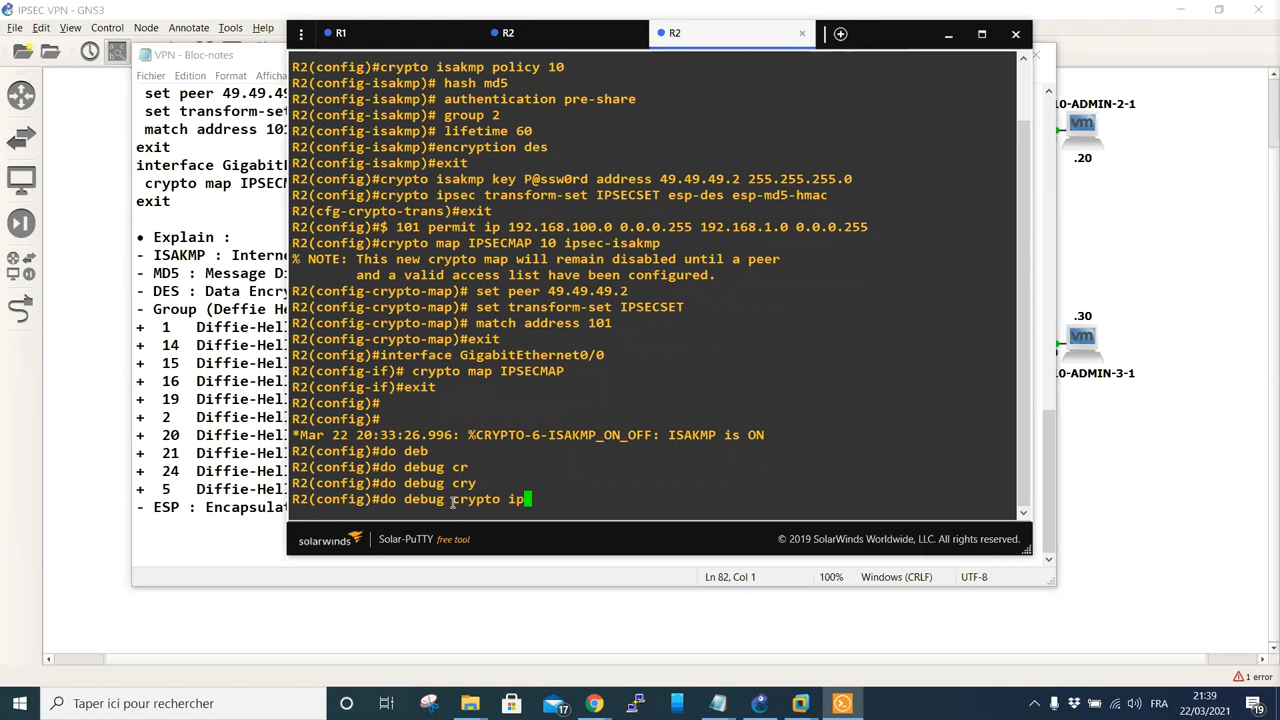 IPSEC VPN - GNS3
File Edit View Control Node Annotate Tools Help
VPN - Bloc-notes
Fichier Edition Format Affichage
set peer 49.49.49
set transform-set
match address 101
exit
interface Gigabit
crypto map IPSECM
exit
• Explain :
- ISAKMP : Intern
- MD5 : Message D
- DES : Data Encr
- Group (Deffie He
+ 1 Diffie-Hel
+ 14 Diffie-Hel
+ 15 Diffie-Hel
+ 16 Diffie-Hel
+ 19 Diffie-Hel
+ 2 Diffie-Hel
+ 20 Diffie-Hel
+ 21 Diffie-Hel
+ 24 Diffie-Hel
+ 5 Diffie-Hel
- ESP : Encapsulat
Ln 82, Col 1 100% Windows (CRLF) UTF-8
R1 R2 R2
R2(config)#crypto isakmp policy 10
R2(config-isakmp)# hash md5
R2(config-isakmp)# authentication pre-share
R2(config-isakmp)# group 2
R2(config-isakmp)# lifetime 60
R2(config-isakmp)#encryption des
R2(config-isakmp)#exit
R2(config)#crypto isakmp key P@ssw0rd address 49.49.49.2 255.255.255.0
R2(config)#crypto ipsec transform-set IPSECSET esp-des esp-md5-hmac
R2(cfg-crypto-trans)#exit
R2(config)#$ 101 permit ip 192.168.100.0 0.0.0.255 192.168.1.0 0.0.0.255
R2(config)#crypto map IPSECMAP 10 ipsec-isakmp
% NOTE: This new crypto map will remain disabled until a peer
and a valid access list have been configured.
R2(config-crypto-map)# set peer 49.49.49.2
R2(config-crypto-map)# set transform-set IPSECSET
R2(config-crypto-map)# match address 101
R2(config-crypto-map)#exit
R2(config)#interface GigabitEthernet0/0
R2(config-if)# crypto map IPSECMAP
R2(config-if)#exit
R2(config)#
R2(config)#
*Mar 22 20:33:26.996: %CRYPTO-6-ISAKMP_ON_OFF: ISAKMP is ON
R2(config)#do deb
R2(config)#do debug cr
R2(config)#do debug cry
R2(config)#do debug crypto ip
solarwinds Solar-PuTTY free tool © 2019 SolarWinds Worldwide, LLC. All rights reserved.
10-ADMIN-2-1
vm
.20
.30
vm
10-ADMIN-3-1
1 error
Taper ici pour rechercher
17
FRA
21:39
22/03/2021
19